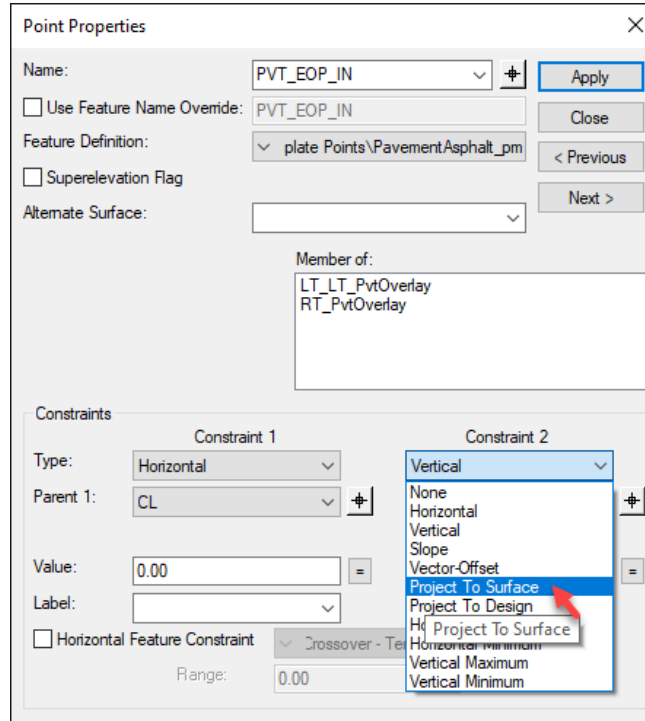 Point Properties
Name:
PVT_EOP_IN
Apply
Use Feature Name Override:
PVT_EOP_IN
Close
Feature Definition:
plate Points\PavementAsphalt_pm
< Previous
Superelevation Flag
Next >
Alternate Surface:
Member of:
LT_LT_PvtOverlay
RT_PvtOverlay
Constraints
Constraint 1
Constraint 2
Type:
Horizontal
Vertical
Parent 1:
CL
None
Horizontal
Vertical
Slope
Vector-Offset
Project To Surface
Project To Design
Project To Surface
Horizontal Minimum
Vertical Maximum
Vertical Minimum
Value:
0.00
=
=
Label:
Horizontal Feature Constraint
Crossover - Te
Range:
0.00